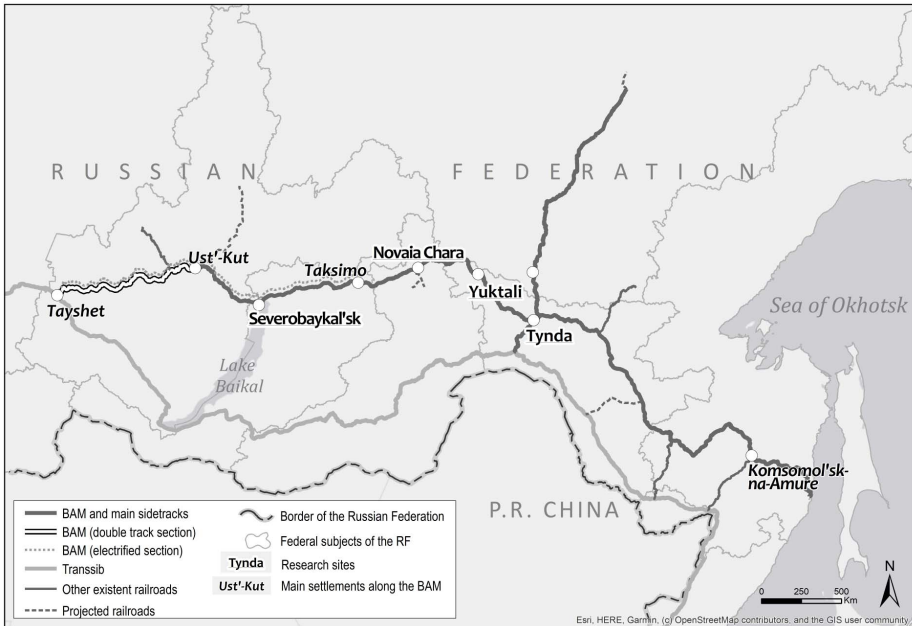 RUSSIAN FEDERATION
Ust'-Kut
Taksimo
Novaia Chara
Yuktali
Tayshet
Severobaykal'sk
Tynda
Sea of Okhotsk
Lake
Baikal
Komsomol'sk-
na-Amure
P.R. CHINA
BAM and main sidetracks
BAM (double track section)
BAM (electrified section)
Transsib
Other existent railroads
Projected railroads
Border of the Russian Federation
Federal subjects of the RF
Tynda Research sites
Ust'-Kut Main settlements along the BAM
N
0 250 500
Km
Esri, HERE, Garmin, (c) OpenStreetMap contributors, and the GIS user community